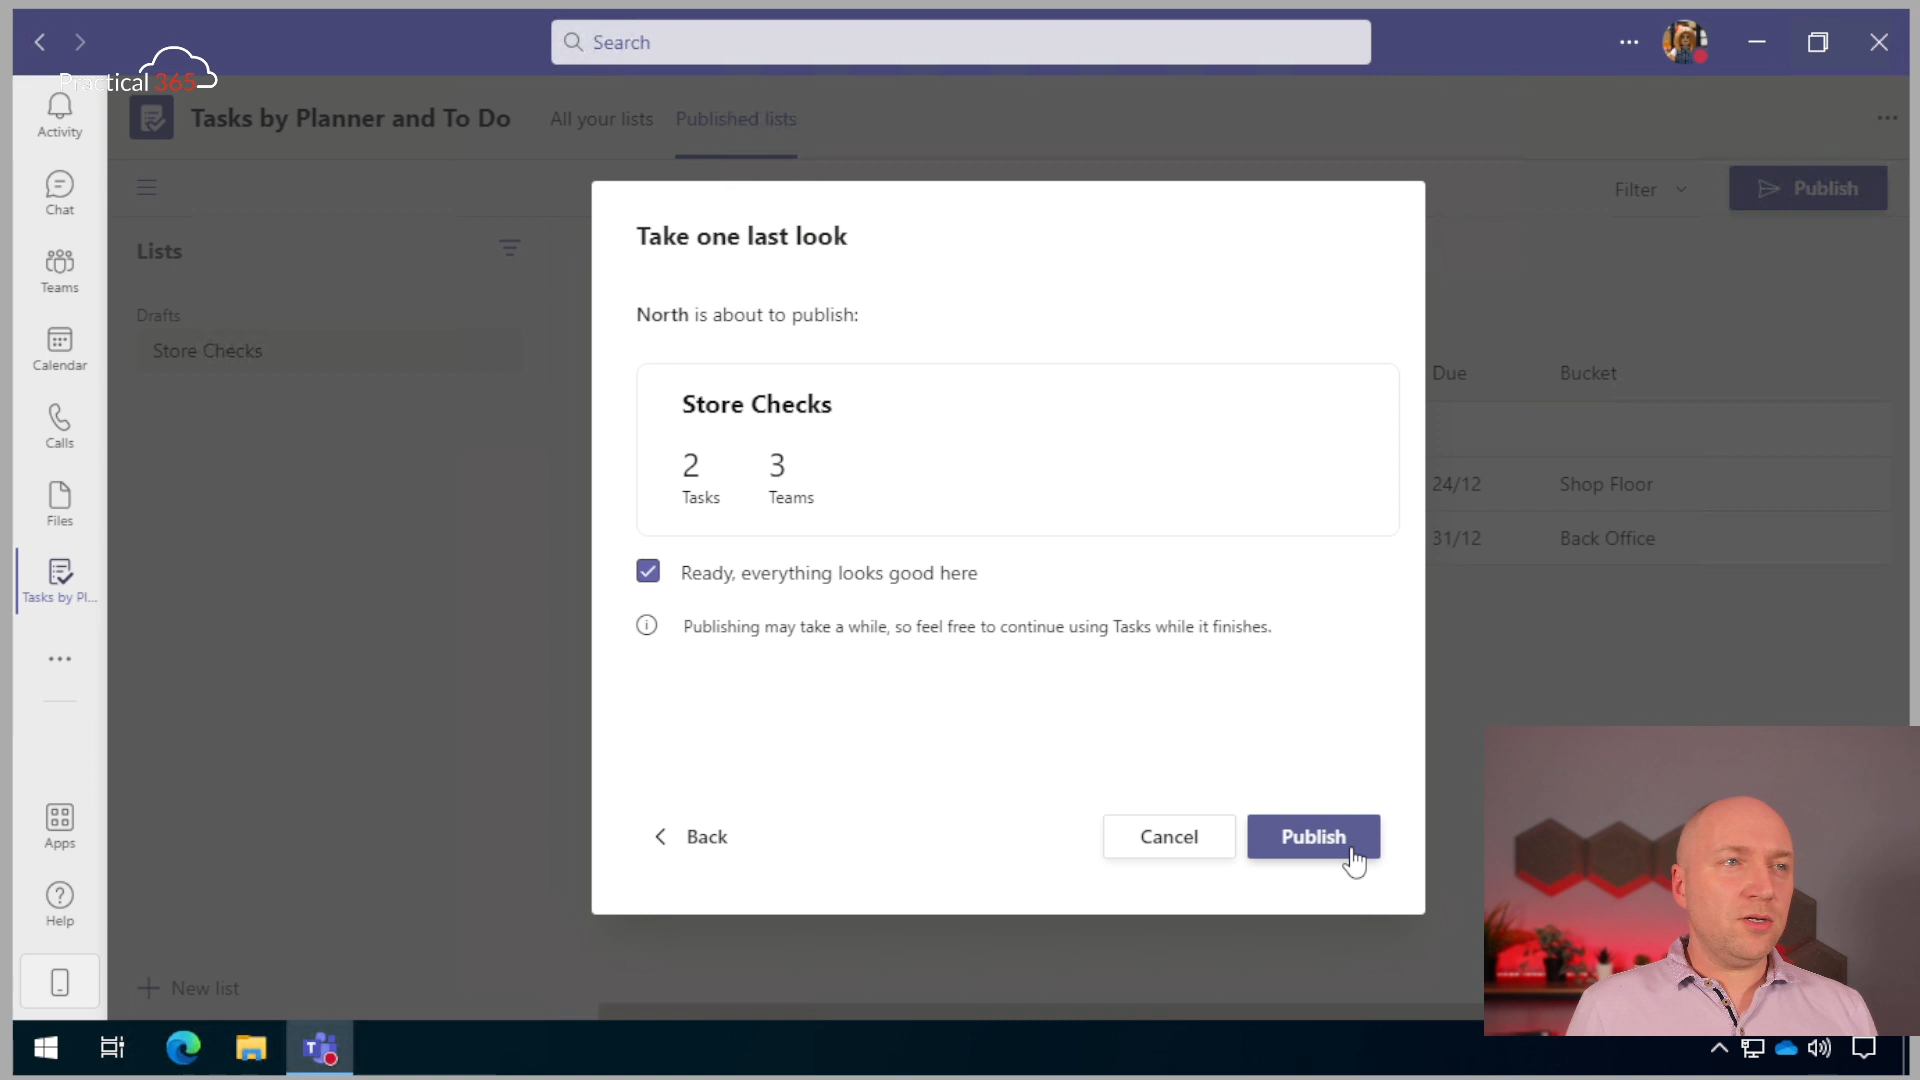 Search
Practical 365
Activity
Chat
Teams
Calendar
Calls
Files
Tasks by Pl...
Apps
Help
Tasks by Planner and To Do
All your lists
Published lists
Filter
Publish
Lists
Drafts
Store Checks
Due
Bucket
24/12
Shop Floor
31/12
Back Office
New list
Take one last look
North is about to publish:
Store Checks
2 3
Tasks Teams
Ready, everything looks good here
Publishing may take a while, so feel free to continue using Tasks while it finishes.
Back
Cancel
Publish